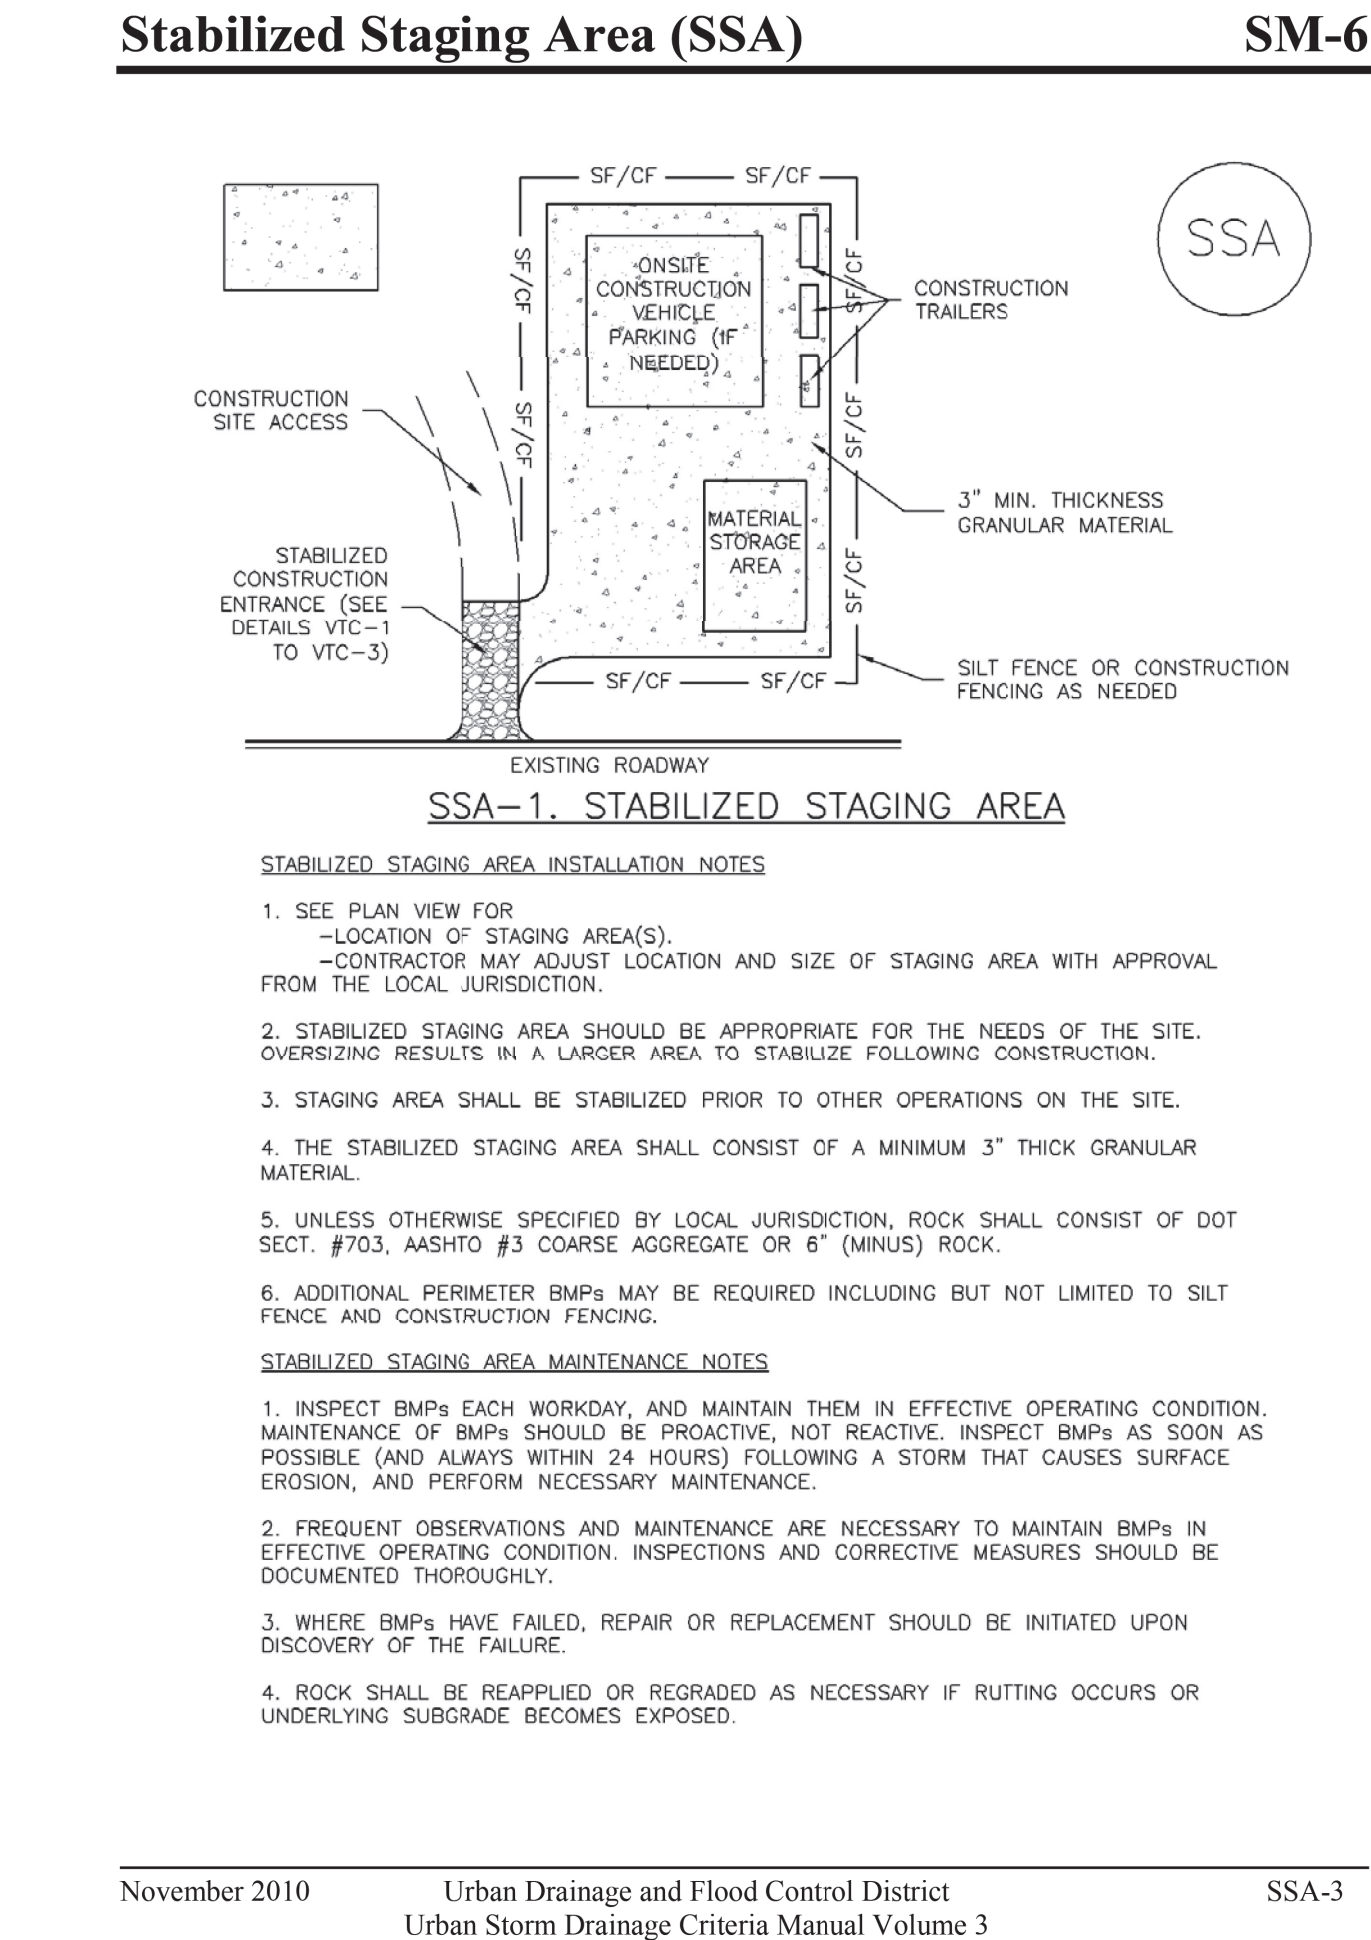 Stabilized Staging Area (SSA) SM-6
SF/CF SF/CF
SSA
SF/CF
SF/CF
ONSITE
CONSTRUCTION
VEHICLE
PARKING (IF
NEEDED)
CONSTRUCTION
TRAILERS
CONSTRUCTION
SITE ACCESS
SF/CF
SF/CF
3" MIN. THICKNESS
GRANULAR MATERIAL
MATERIAL
STORAGE
AREA
STABILIZED
CONSTRUCTION
ENTRANCE (SEE
DETAILS VTC-1
TO VTC-3)
SF/CF
SF/CF SF/CF
SILT FENCE OR CONSTRUCTION
FENCING AS NEEDED
EXISTING ROADWAY
SSA-1. STABILIZED STAGING AREA
STABILIZED STAGING AREA INSTALLATION NOTES
1. SEE PLAN VIEW FOR
-LOCATION OF STAGING AREA(S).
-CONTRACTOR MAY ADJUST LOCATION AND SIZE OF STAGING AREA WITH APPROVAL
FROM THE LOCAL JURISDICTION.
2. STABILIZED STAGING AREA SHOULD BE APPROPRIATE FOR THE NEEDS OF THE SITE.
OVERSIZING RESULTS IN A LARGER AREA TO STABILIZE FOLLOWING CONSTRUCTION.
3. STAGING AREA SHALL BE STABILIZED PRIOR TO OTHER OPERATIONS ON THE SITE.
4. THE STABILIZED STAGING AREA SHALL CONSIST OF A MINIMUM 3" THICK GRANULAR
MATERIAL.
5. UNLESS OTHERWISE SPECIFIED BY LOCAL JURISDICTION, ROCK SHALL CONSIST OF DOT
SECT. #703, AASHTO #3 COARSE AGGREGATE OR 6" (MINUS) ROCK.
6. ADDITIONAL PERIMETER BMPs MAY BE REQUIRED INCLUDING BUT NOT LIMITED TO SILT
FENCE AND CONSTRUCTION FENCING.
STABILIZED STAGING AREA MAINTENANCE NOTES
1. INSPECT BMPs EACH WORKDAY, AND MAINTAIN THEM IN EFFECTIVE OPERATING CONDITION.
MAINTENANCE OF BMPs SHOULD BE PROACTIVE, NOT REACTIVE. INSPECT BMPs AS SOON AS
POSSIBLE (AND ALWAYS WITHIN 24 HOURS) FOLLOWING A STORM THAT CAUSES SURFACE
EROSION, AND PERFORM NECESSARY MAINTENANCE.
2. FREQUENT OBSERVATIONS AND MAINTENANCE ARE NECESSARY TO MAINTAIN BMPs IN
EFFECTIVE OPERATING CONDITION. INSPECTIONS AND CORRECTIVE MEASURES SHOULD BE
DOCUMENTED THOROUGHLY.
3. WHERE BMPs HAVE FAILED, REPAIR OR REPLACEMENT SHOULD BE INITIATED UPON
DISCOVERY OF THE FAILURE.
4. ROCK SHALL BE REAPPLIED OR REGRADED AS NECESSARY IF RUTTING OCCURS OR
UNDERLYING SUBGRADE BECOMES EXPOSED.
November 2010 Urban Drainage and Flood Control District SSA-3
Urban Storm Drainage Criteria Manual Volume 3